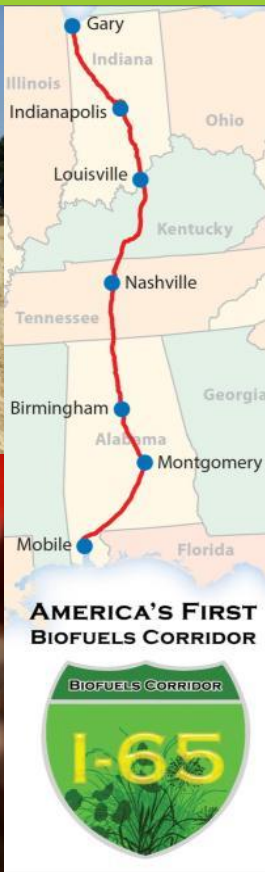 Gary
Indiana
Illinois
Indianapolis
Ohio
Louisville
Kentucky
Nashville
Tennessee
Georgia
Birmingham
Alabama
Montgomery
Mobile
Florida
AMERICA'S FIRST
BIOFUELS CORRIDOR
BIOFUELS CORRIDOR
I-65